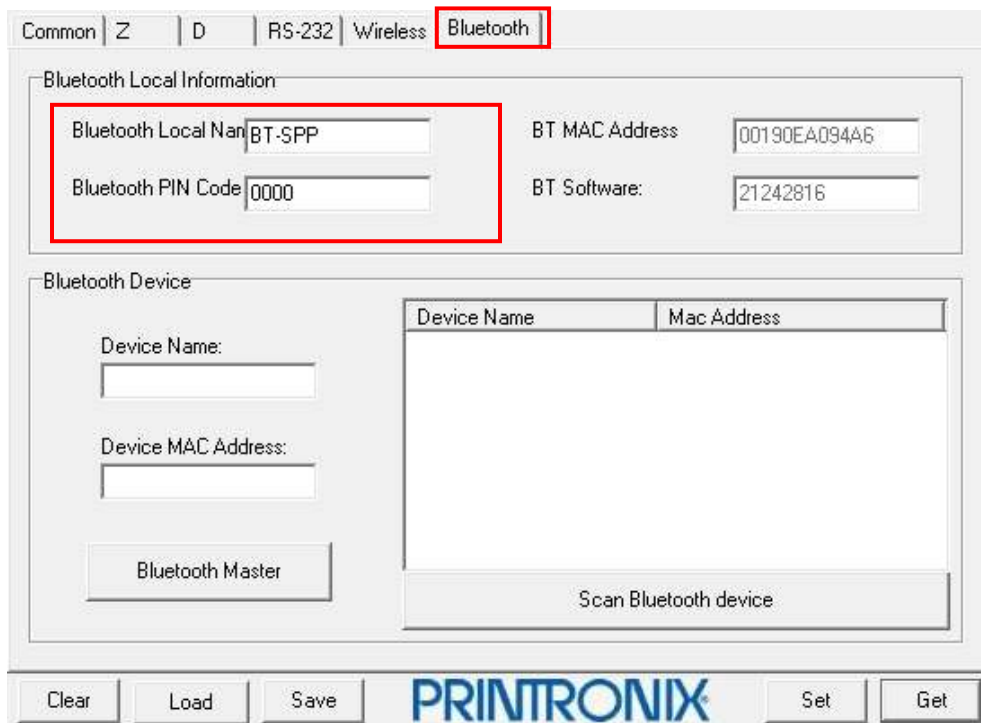 Common Z D RS-232 Wireless Bluetooth
Bluetooth Local Information
Bluetooth Local Nan BT-SPP BT MAC Address 00190EA094A6
Bluetooth PIN Code 0000 BT Software: 21242816
Bluetooth Device
Device Name Mac Address
Device Name:
Device MAC Address:
Bluetooth Master
Scan Bluetooth device
Clear Load Save PRINTRONIX Set Get